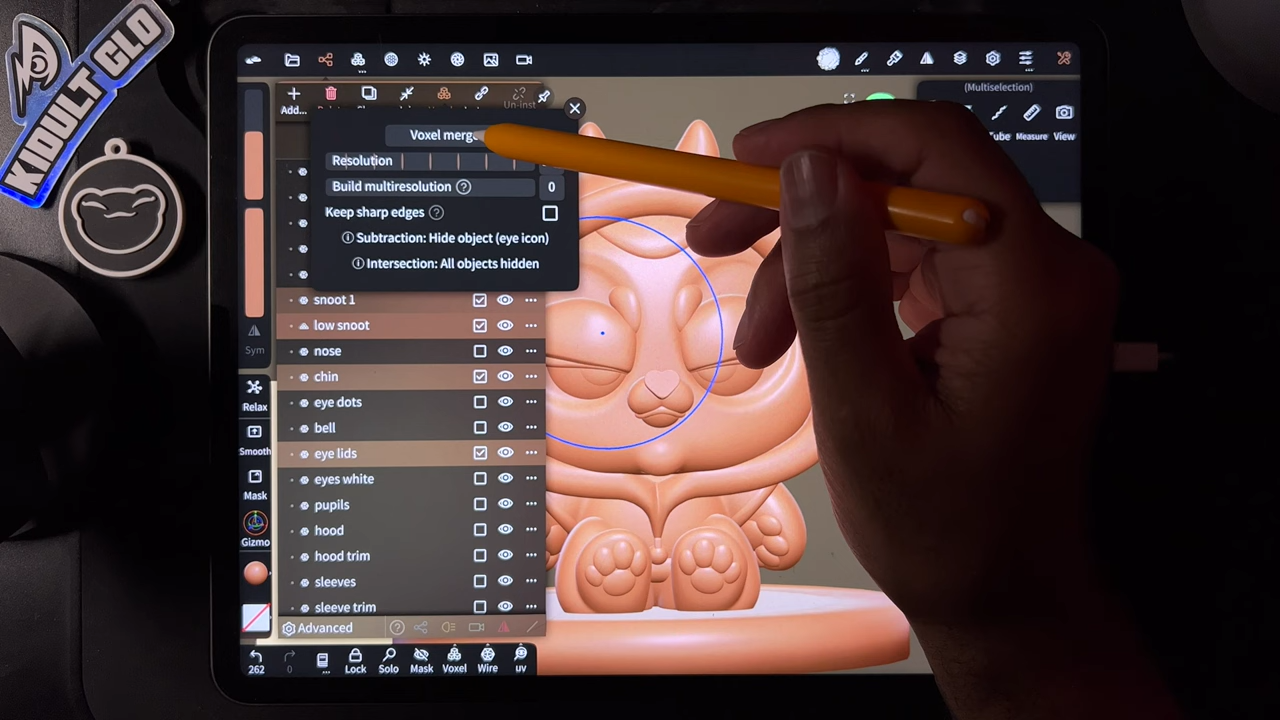 KIDULT CLO
(Multiselection)
Add...
Un-inst
Tube
Measure
View
Voxel merge
Resolution
Build multiresolution ? 0
Keep sharp edges ?
Subtraction: Hide object (eye icon)
Intersection: All objects hidden
snoot 1
low snoot
nose
chin
eye dots
bell
eye lids
eyes white
pupils
hood
hood trim
sleeves
sleeve trim
Sym
Relax
Smooth
Mask
Gizmo
Advanced
262
0
...
Lock
Solo
Mask
Voxel
Wire
uv